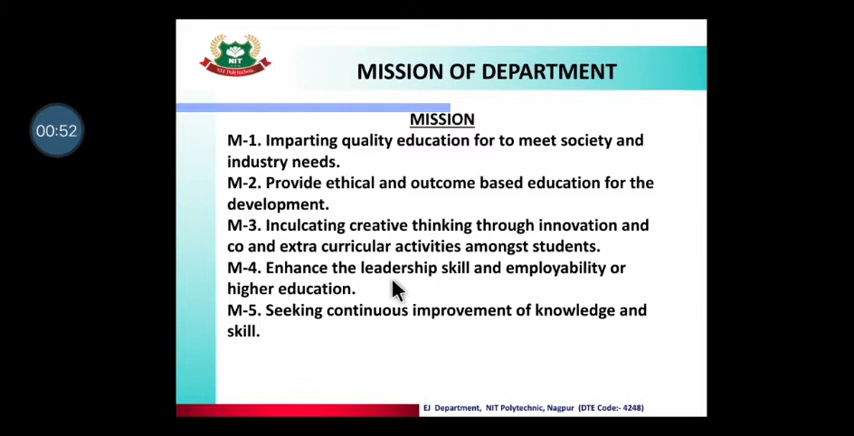 NIT
NIT Polytechnic
MISSION OF DEPARTMENT
00:52
MISSION
M-1. Imparting quality education for to meet society and
industry needs.
M-2. Provide ethical and outcome based education for the
development.
M-3. Inculcating creative thinking through innovation and
co and extra curricular activities amongst students.
M-4. Enhance the leadership skill and employability or
higher education.
M-5. Seeking continuous improvement of knowledge and
skill.
EJ Department, NIT Polytechnic, Nagpur (DTE Code:- 4248)